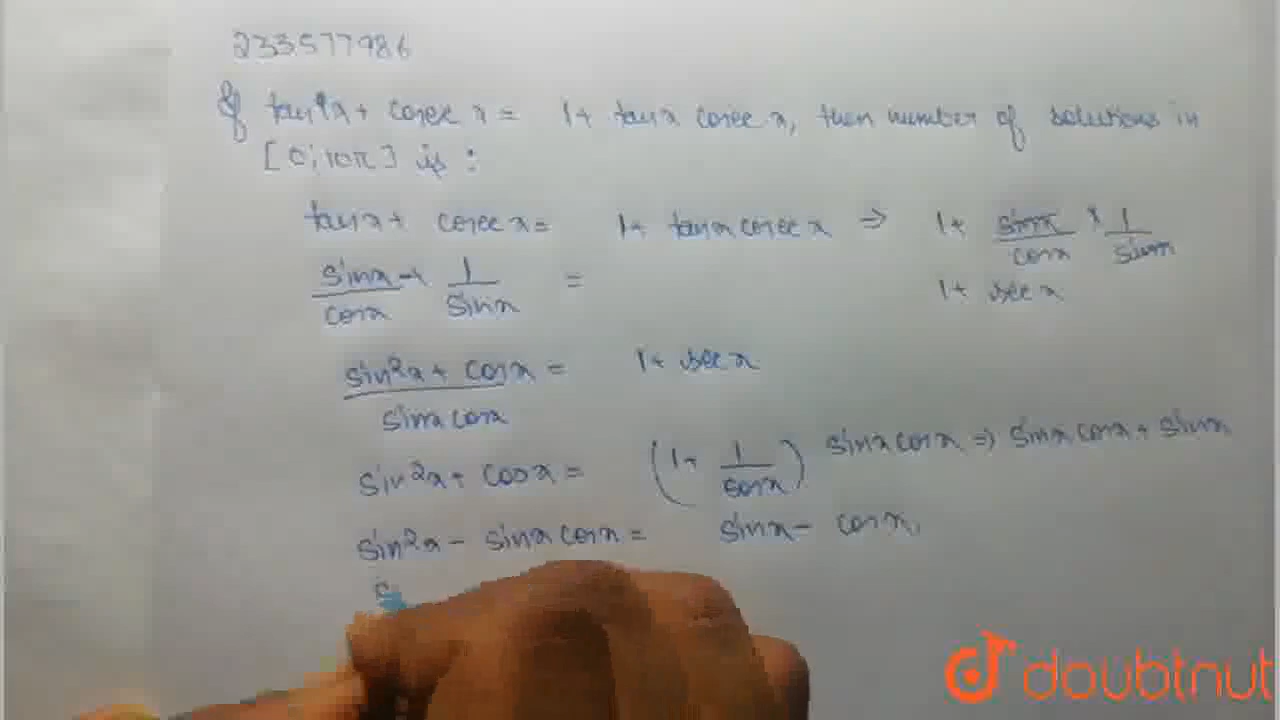 233577986
If tan x + cosec x = 1 + tan x cosec x, then number of solutions in
[0, 10π] is :
tan x + cosec x = 1 + tan x cosec x ⇒ 1 + sin x / cos x × 1 / sin x
sin x / cos x + 1 / sin x = 1 + sec x
sin²x + cos x / sin x cos x = 1 + sec x
sin²x + cos x = (1 + 1 / cos x) sin x cos x ⇒ sin x cos x + sin x
sin²x - sin x cos x = sin x - cos x
doubtnut